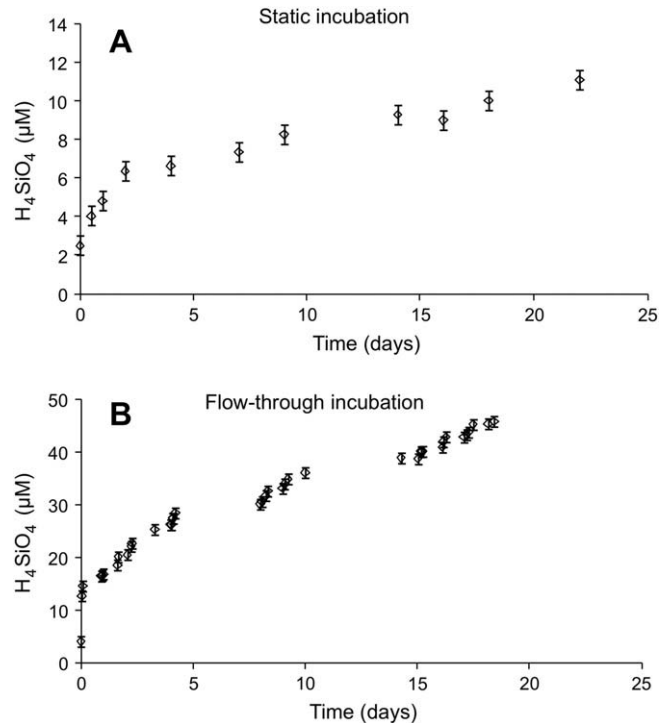 Static incubation
A
14
12
10
8
6
4
2
0
H₄SiO₄ (µM)
0 5 10 15 20 25
Time (days)
Flow-through incubation
B
50
40
30
20
10
0
H₄SiO₄ (µM)
0 5 10 15 20 25
Time (days)